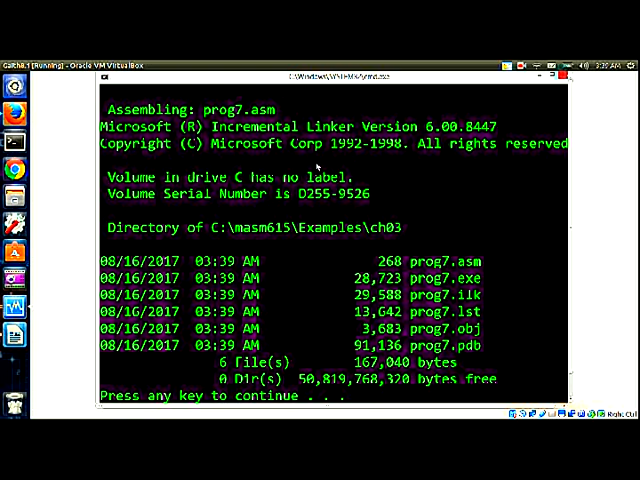 Gaith8.1 [Running] - Oracle VM VirtualBox
3:29 AM
C:\Windows\SYSTEM32\cmd.exe
Assembling: prog7.asm
Microsoft (R) Incremental Linker Version 6.00.8447
Copyright (C) Microsoft Corp 1992-1998. All rights reserved
Volume in drive C has no label.
Volume Serial Number is D255-9526
Directory of C:\masm615\Examples\ch03
08/16/2017  03:39 AM  268 prog7.asm
08/16/2017  03:39 AM  28,723 prog7.exe
08/16/2017  03:39 AM  29,588 prog7.ilk
08/16/2017  03:39 AM  13,642 prog7.lst
08/16/2017  03:39 AM  3,683 prog7.obj
08/16/2017  03:39 AM  91,136 prog7.pdb
6 File(s)  167,040 bytes
0 Dir(s)  50,819,768,320 bytes free
Press any key to continue . . .
Right Ctrl